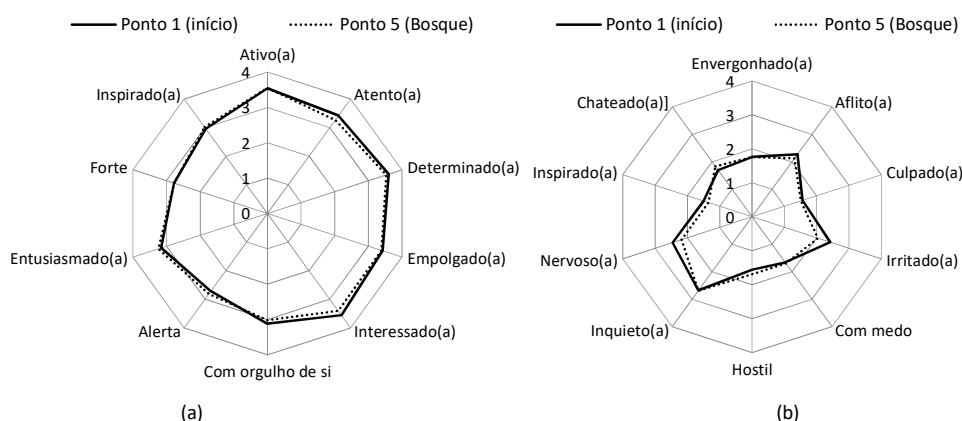 Ponto 1 (início) Ponto 5 (Bosque)
Ativo(a)
Atento(a)
Determinado(a)
Empolgado(a)
Interessado(a)
Com orgulho de si
Alerta
Entusiasmado(a)
Forte
Inspirado(a)
4
3
2
1
0
(a)
Ponto 1 (início) Ponto 5 (Bosque)
Envergonhado(a)
Aflito(a)
Culpado(a)
Irritado(a)
Com medo
Hostil
Inquieto(a)
Nervoso(a)
Inspirado(a)
Chateado(a)]
4
3
2
1
0
(b)